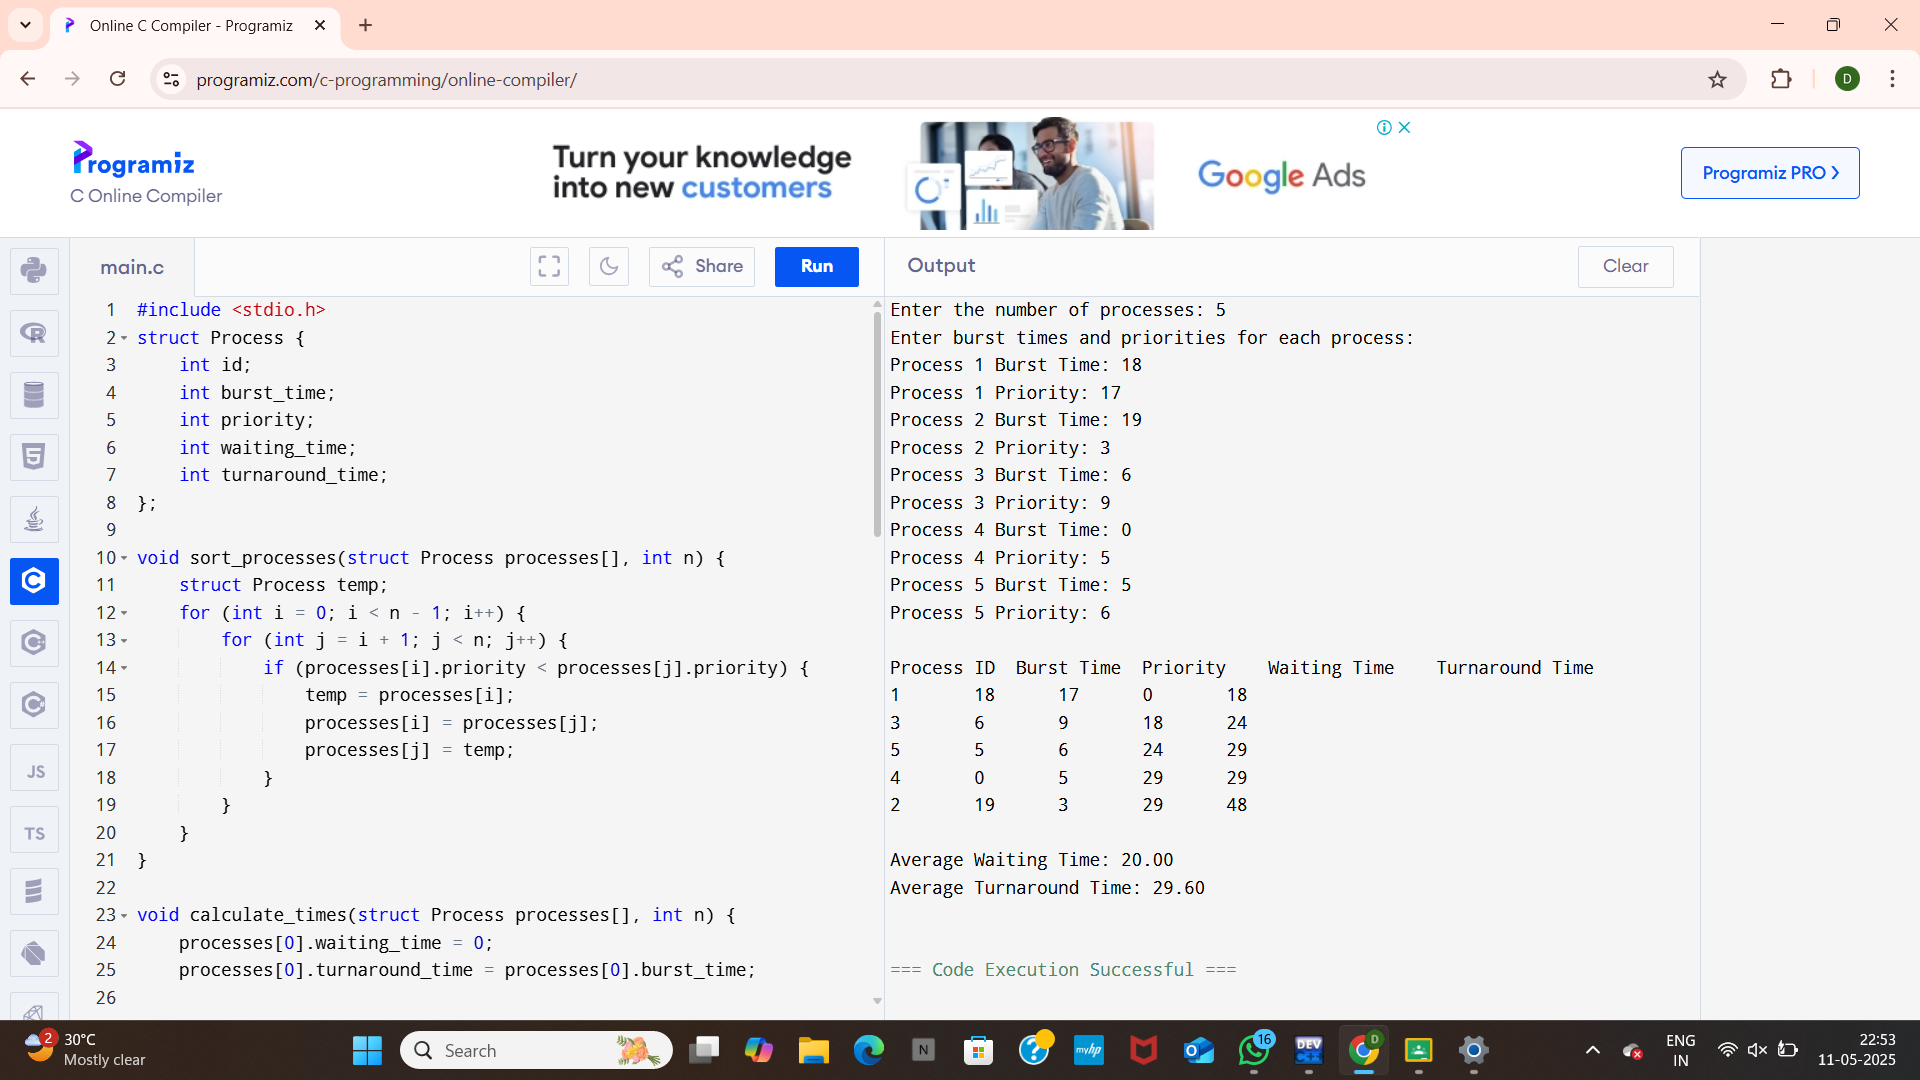 Online C Compiler - Programiz
programiz.com/c-programming/online-compiler/
D
Programiz
C Online Compiler
Turn your knowledge
into new customers
Google Ads
Programiz PRO
main.c
Share
Run
Output
Clear
1 #include <stdio.h>
2 struct Process {
3 int id;
4 int burst_time;
5 int priority;
6 int waiting_time;
7 int turnaround_time;
8 };
9
10 void sort_processes(struct Process processes[], int n) {
11 struct Process temp;
12 for (int i = 0; i < n - 1; i++) {
13 for (int j = i + 1; j < n; j++) {
14 if (processes[i].priority < processes[j].priority) {
15 temp = processes[i];
16 processes[i] = processes[j];
17 processes[j] = temp;
18 }
19 }
20 }
21 }
22
23 void calculate_times(struct Process processes[], int n) {
24 processes[0].waiting_time = 0;
25 processes[0].turnaround_time = processes[0].burst_time;
26
JS
TS
Enter the number of processes: 5
Enter burst times and priorities for each process:
Process 1 Burst Time: 18
Process 1 Priority: 17
Process 2 Burst Time: 19
Process 2 Priority: 3
Process 3 Burst Time: 6
Process 3 Priority: 9
Process 4 Burst Time: 0
Process 4 Priority: 5
Process 5 Burst Time: 5
Process 5 Priority: 6
Process ID Burst Time Priority Waiting Time Turnaround Time
1 18 17 0 18
3 6 9 18 24
5 5 6 24 29
4 0 5 29 29
2 19 3 29 48
Average Waiting Time: 20.00
Average Turnaround Time: 29.60
=== Code Execution Successful ===
2
30°C
Mostly clear
Search
N
myhp
16
DEV
D
ENG
IN
22:53
11-05-2025